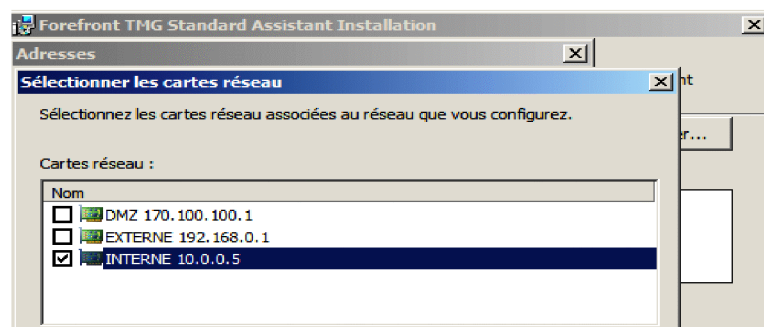 Forefront TMG Standard Assistant Installation
Adresses
Sélectionner les cartes réseau
nt
Sélectionnez les cartes réseau associées au réseau que vous configurez.
er...
Cartes réseau :
Nom
DMZ 170.100.100.1
EXTERNE 192.168.0.1
INTERNE 10.0.0.5